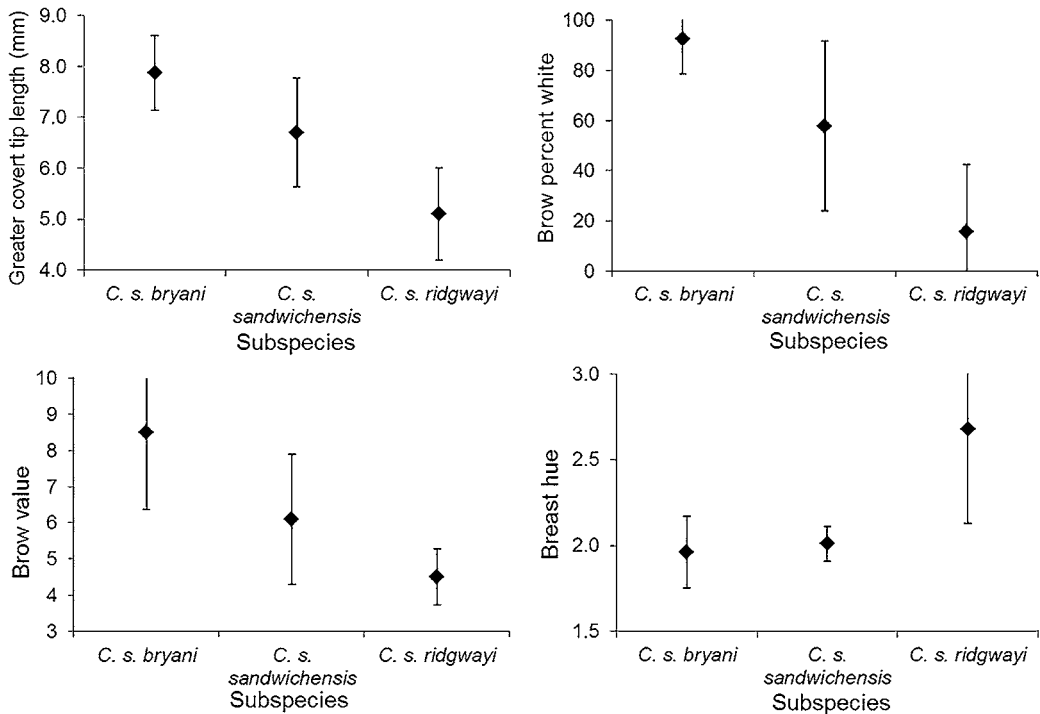 Greater covert tip length (mm)
9.0
8.0
7.0
6.0
5.0
4.0
C. s. bryani
C. s.
sandwichensis
C. s. ridgwayi
Subspecies
Brow percent white
100
80
60
40
20
0
C. s. bryani
C. s.
sandwichensis
C. s. ridgwayi
Subspecies
Brow value
10
9
8
7
6
5
4
3
C. s. bryani
C. s.
sandwichensis
C. s. ridgwayi
Subspecies
Breast hue
3.0
2.5
2.0
1.5
C. s. bryani
C. s.
sandwichensis
C. s. ridgwayi
Subspecies